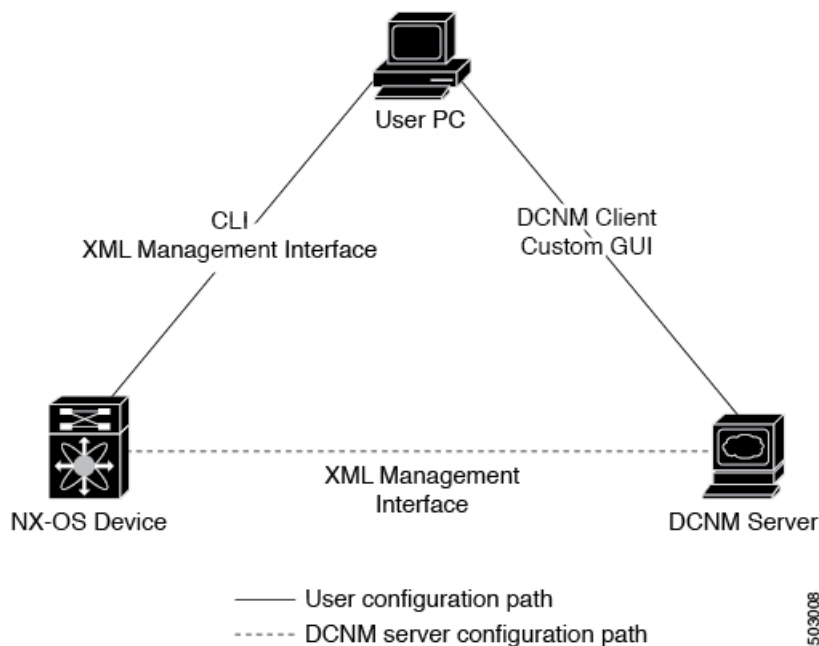 User PC
CLI
XML Management Interface
DCNM Client
Custom GUI
XML Management
Interface
NX-OS Device
DCNM Server
User configuration path
DCNM server configuration path
503008